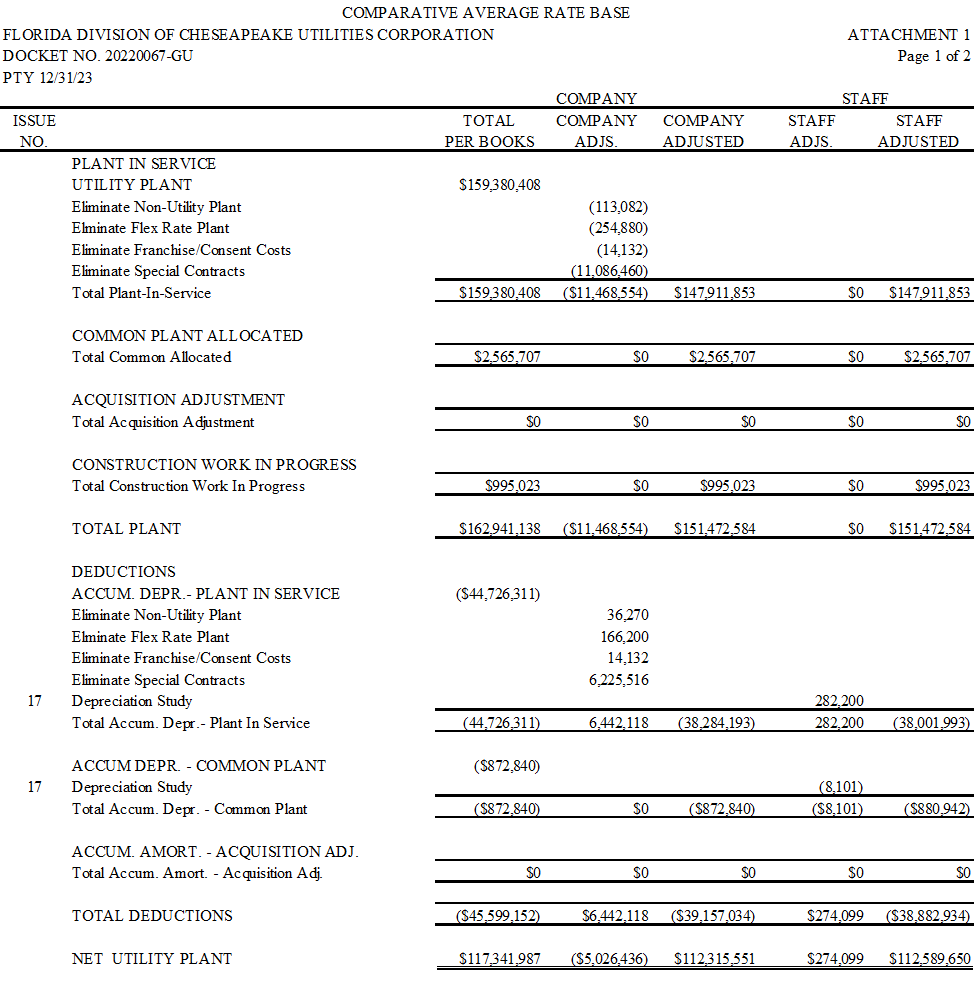 COMPARATIVE AVERAGE RATE BASE
FLORIDA DIVISION OF CHESEAPEAKE UTILITIES CORPORATION ATTACHMENT 1
DOCKET NO. 20220067-GU Page 1 of 2
PTY 12/31/23
COMPANY STAFF
ISSUE TOTAL COMPANY COMPANY STAFF STAFF
NO. PER BOOKS ADJS. ADJUSTED ADJS. ADJUSTED
PLANT IN SERVICE
UTILITY PLANT $159,380,408
Eliminate Non-Utility Plant (113,082)
Elminate Flex Rate Plant (254,880)
Eliminate Franchise/Consent Costs (14,132)
Eliminate Special Contracts (11,086,460)
Total Plant-In-Service $159,380,408 ($11,468,554) $147,911,853 $0 $147,911,853
COMMON PLANT ALLOCATED
Total Common Allocated $2,565,707 $0 $2,565,707 $0 $2,565,707
ACQUISITION ADJUSTMENT
Total Acquisition Adjustment $0 $0 $0 $0 $0
CONSTRUCTION WORK IN PROGRESS
Total Construction Work In Progress $995,023 $0 $995,023 $0 $995,023
TOTAL PLANT $162,941,138 ($11,468,554) $151,472,584 $0 $151,472,584
DEDUCTIONS
ACCUM. DEPR.- PLANT IN SERVICE ($44,726,311)
Eliminate Non-Utility Plant 36,270
Elminate Flex Rate Plant 166,200
Eliminate Franchise/Consent Costs 14,132
Eliminate Special Contracts 6,225,516
17 Depreciation Study 282,200
Total Accum. Depr.- Plant In Service (44,726,311) 6,442,118 (38,284,193) 282,200 (38,001,993)
ACCUM DEPR. - COMMON PLANT ($872,840)
17 Depreciation Study (8,101)
Total Accum. Depr. - Common Plant ($872,840) $0 ($872,840) ($8,101) ($880,942)
ACCUM. AMORT. - ACQUISITION ADJ.
Total Accum. Amort. - Acquisition Adj. $0 $0 $0 $0 $0
TOTAL DEDUCTIONS ($45,599,152) $6,442,118 ($39,157,034) $274,099 ($38,882,934)
NET UTILITY PLANT $117,341,987 ($5,026,436) $112,315,551 $274,099 $112,589,650